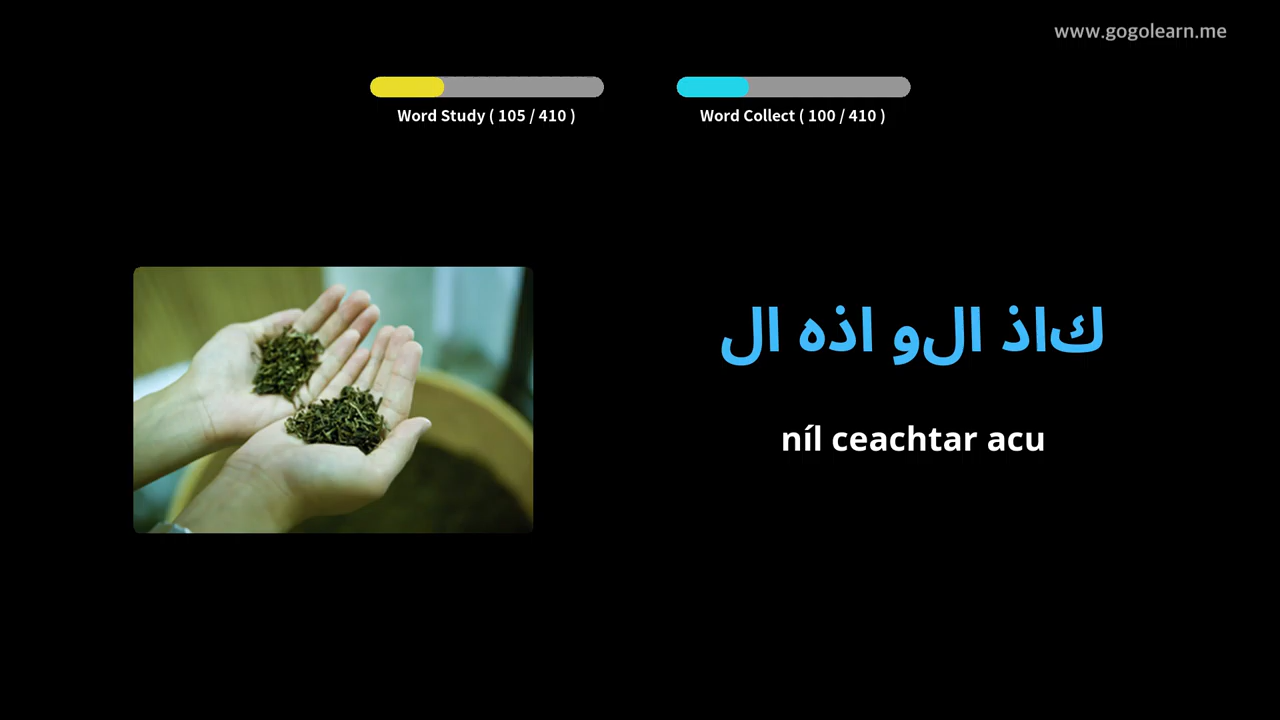 www.gogolearn.me
Word Study ( 105 / 410 )
Word Collect ( 100 / 410 )
كاذ الو اذه ال
níl ceachtar acu